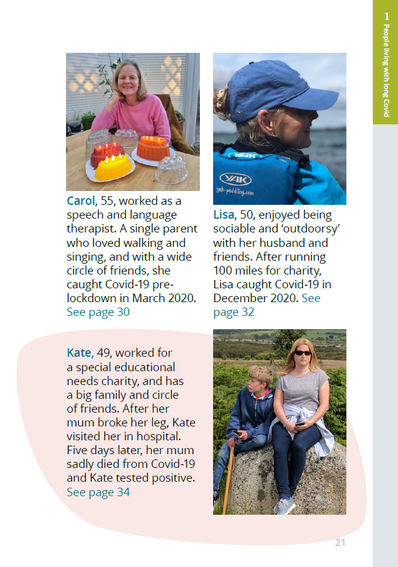 1 People living with long Covid
YAK
YAK
yak-paddling.com
Carol, 55, worked as a
speech and language
therapist. A single parent
who loved walking and
singing, and with a wide
circle of friends, she
caught Covid-19 pre-
lockdown in March 2020.
See page 30
Lisa, 50, enjoyed being
sociable and ‘outdoorsy’
with her husband and
friends. After running
100 miles for charity,
Lisa caught Covid-19 in
December 2020. See
page 32
Kate, 49, worked for
a special educational
needs charity, and has
a big family and circle
of friends. After her
mum broke her leg, Kate
visited her in hospital.
Five days later, her mum
sadly died from Covid-19
and Kate tested positive.
See page 34
21